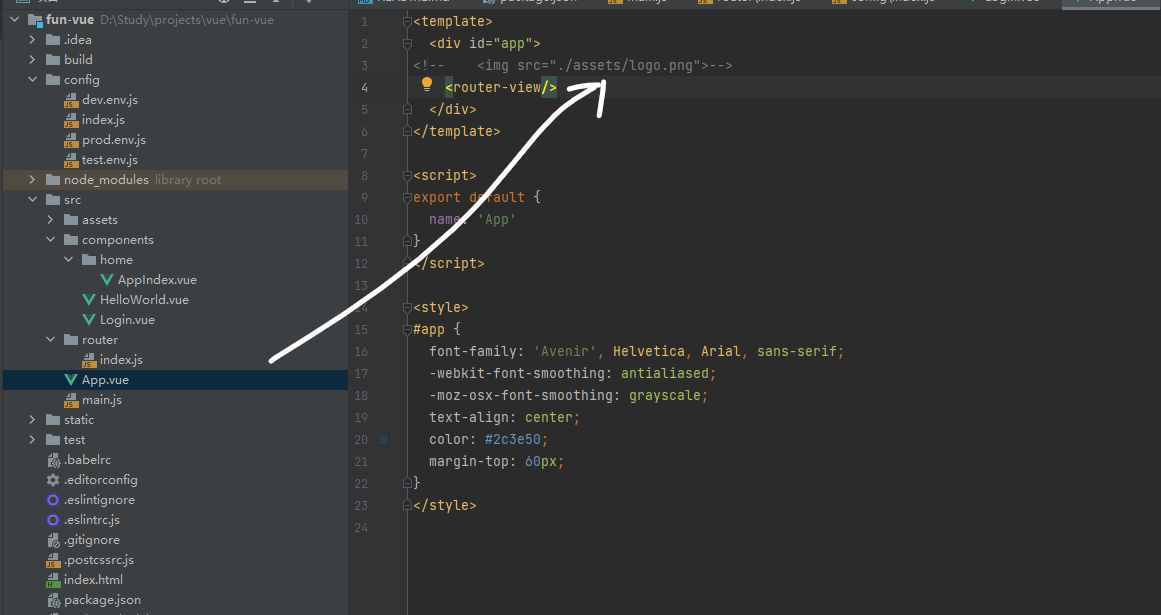 fun-vue D:\Study\projects\vue\fun-vue
.idea
build
config
dev.env.js
index.js
prod.env.js
test.env.js
node_modules library root
src
assets
components
home
AppIndex.vue
HelloWorld.vue
Login.vue
router
index.js
App.vue
main.js
static
test
.babelrc
.editorconfig
.eslintignore
.eslintrc.js
.gitignore
.postcssrc.js
index.html
package.json
1 <template>
2 <div id="app">
3 <!-- <img src="./assets/logo.png">-->
4 <router-view/>
5 </div>
6 </template>
7
8 <script>
9 export default {
10 name: 'App'
11 }
12 </script>
13
14 <style>
15 #app {
16 font-family: 'Avenir', Helvetica, Arial, sans-serif;
17 -webkit-font-smoothing: antialiased;
18 -moz-osx-font-smoothing: grayscale;
19 text-align: center;
20 color: #2c3e50;
21 margin-top: 60px;
22 }
23 </style>
24